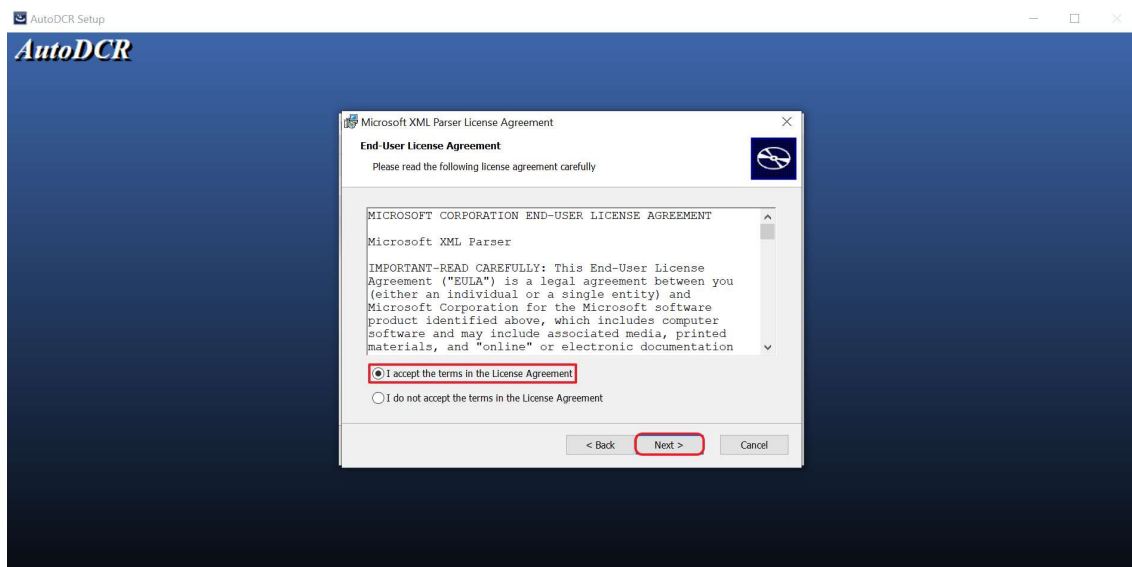 AutoDCR Setup
AutoDCR
Microsoft XML Parser License Agreement
End-User License Agreement
Please read the following license agreement carefully
MICROSOFT CORPORATION END-USER LICENSE AGREEMENT
Microsoft XML Parser
IMPORTANT-READ CAREFULLY: This End-User License
Agreement ("EULA") is a legal agreement between you
(either an individual or a single entity) and
Microsoft Corporation for the Microsoft software
product identified above, which includes computer
software and may include associated media, printed
materials, and "online" or electronic documentation
I accept the terms in the License Agreement
I do not accept the terms in the License Agreement
< Back Next > Cancel